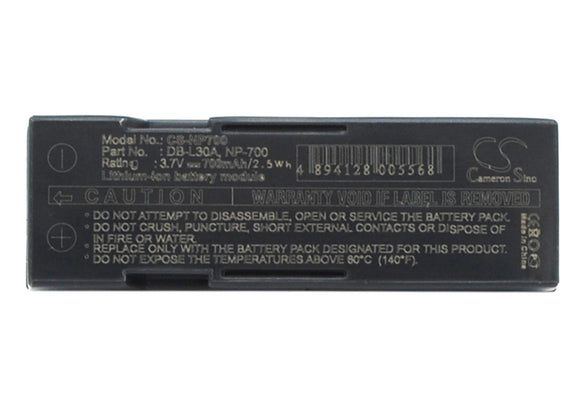 Model No.: CS-NP700
Part No.: DB-L30A, NP-700
Rating: 3.7V 700mAh/2.5Wh
Lithium-ion battery module
4 894128 005568
CS
Cameron Sino
CAUTION
WARRANTY VOID IF LABEL IS REMOVED
DO NOT ATTEMPT TO DISASSEMBLE, OPEN OR SERVICE THE BATTERY PACK.
DO NOT CRUSH, PUNCTURE, SHORT EXTERNAL CONTACTS OR DISPOSE OF
IN FIRE OR WATER.
REPLACE ONLY WITH THE BATTERY PACK DESIGNATED FOR THIS
DO NOT EXPOSE TO TEMPERATURES ABOVE 60°C (140°F)
Made in China